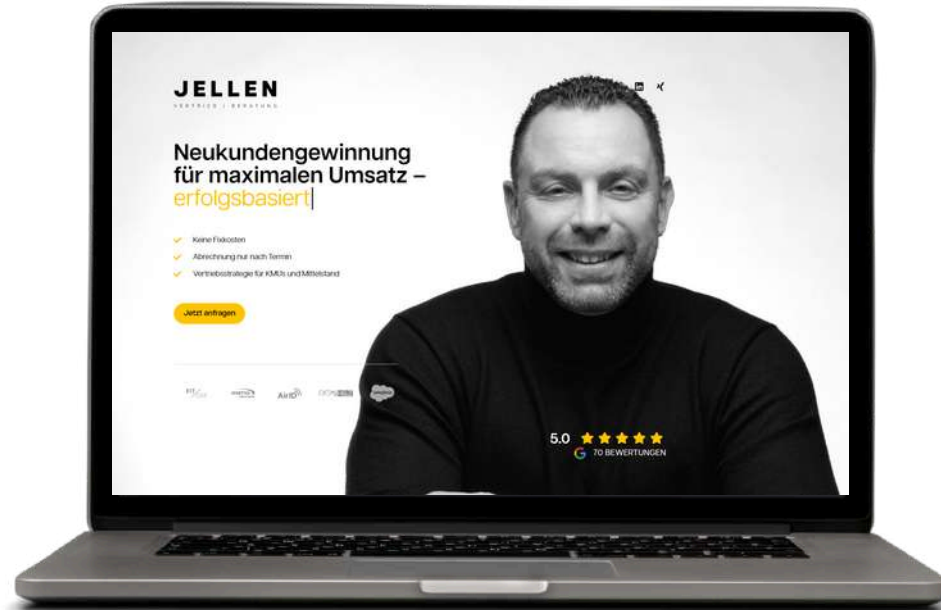 JELLEN
VERTRIEB | BERATUNG
Neukundengewinnung
für maximalen Umsatz –
erfolgsbasiert
Keine Fixkosten
Abrechnung nur nach Termin
Vertriebsstrategie für KMUs und Mittelstand
Jetzt anfragen
AirID
5.0
70 BEWERTUNGEN